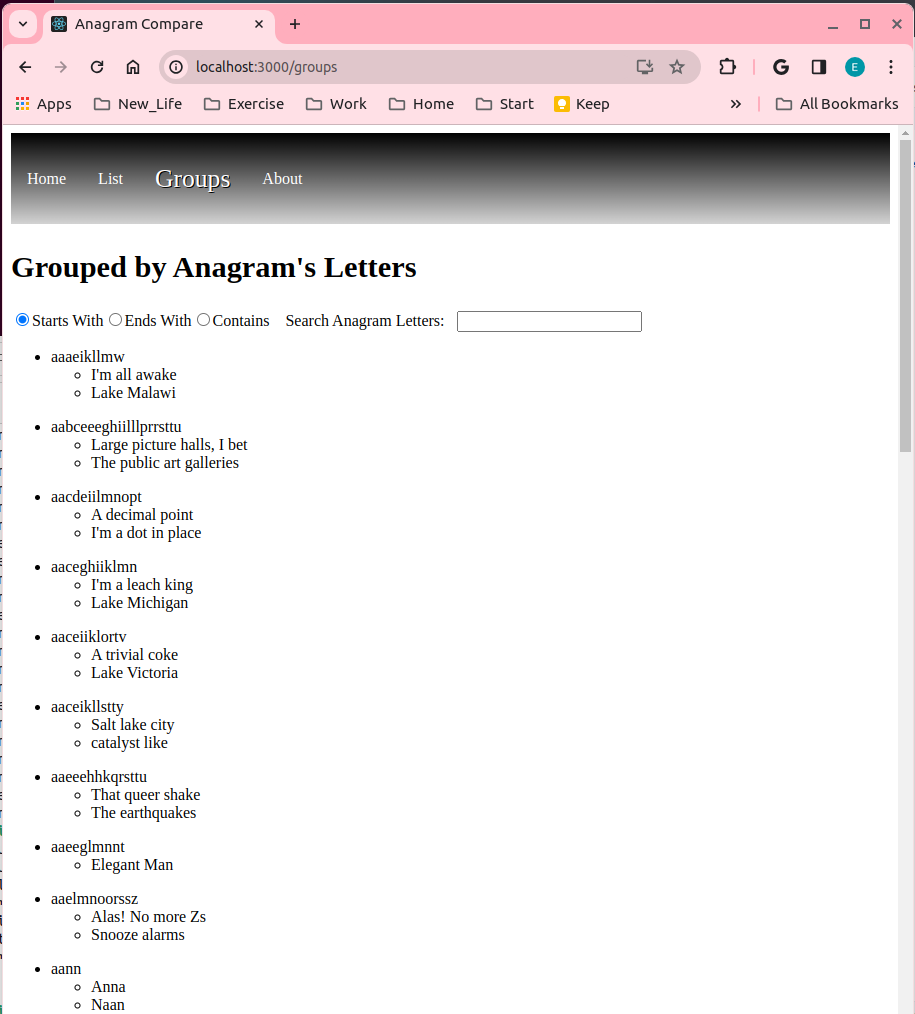 Anagram Compare
localhost:3000/groups
E
Apps New_Life Exercise Work Home Start Keep » All Bookmarks
Home List Groups About
Grouped by Anagram's Letters
Starts With Ends With Contains Search Anagram Letters:
aaaeikllmw
I'm all awake
Lake Malawi
aabceeeghiilllprrsttu
Large picture halls, I bet
The public art galleries
aacdeiilmnopt
A decimal point
I'm a dot in place
aaceghiiklmn
I'm a leach king
Lake Michigan
aaceiiklortv
A trivial coke
Lake Victoria
aaceikllstty
Salt lake city
catalyst like
aaeeehhkqrsttu
That queer shake
The earthquakes
aaeeglmnnt
Elegant Man
aaelmnoorssz
Alas! No more Zs
Snooze alarms
aann
Anna
Naan